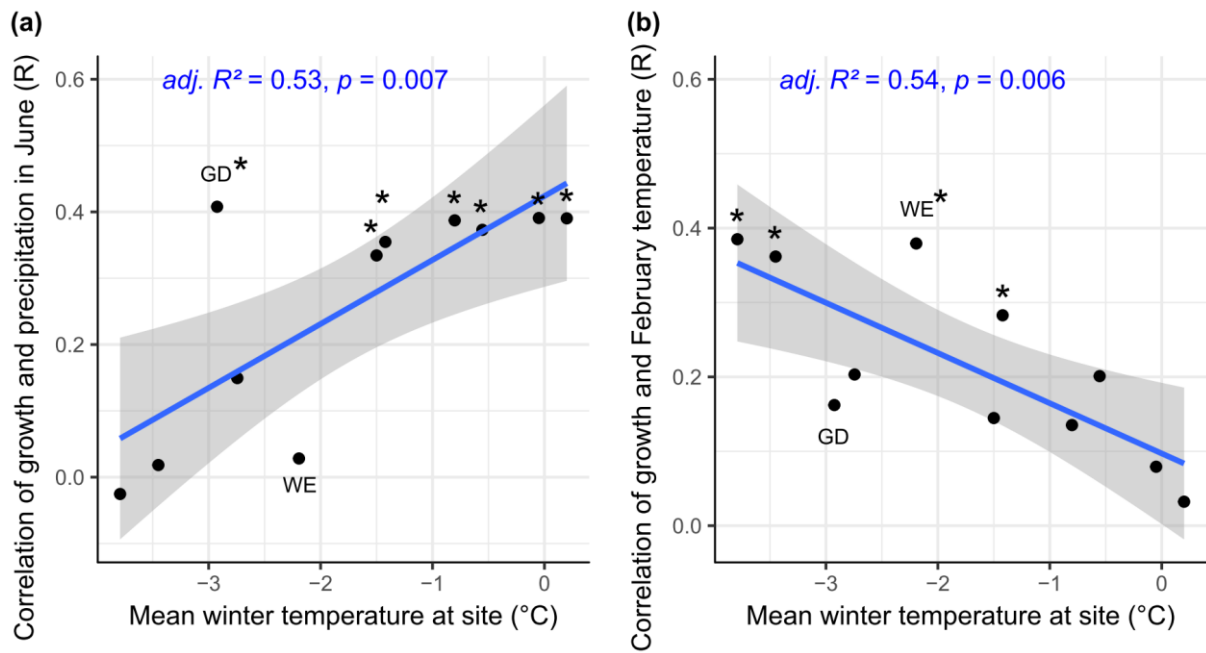 (a)
adj. R² = 0.53, p = 0.007
Correlation of growth and precipitation in June (R)
0.6
0.4
0.2
0.0
GD*
* * * * * *
WE
−3 −2 −1 0
Mean winter temperature at site (°C)
(b)
adj. R² = 0.54, p = 0.006
Correlation of growth and February temperature (R)
0.6
0.4
0.2
0.0
* *
WE*
*
GD
−3 −2 −1 0
Mean winter temperature at site (°C)